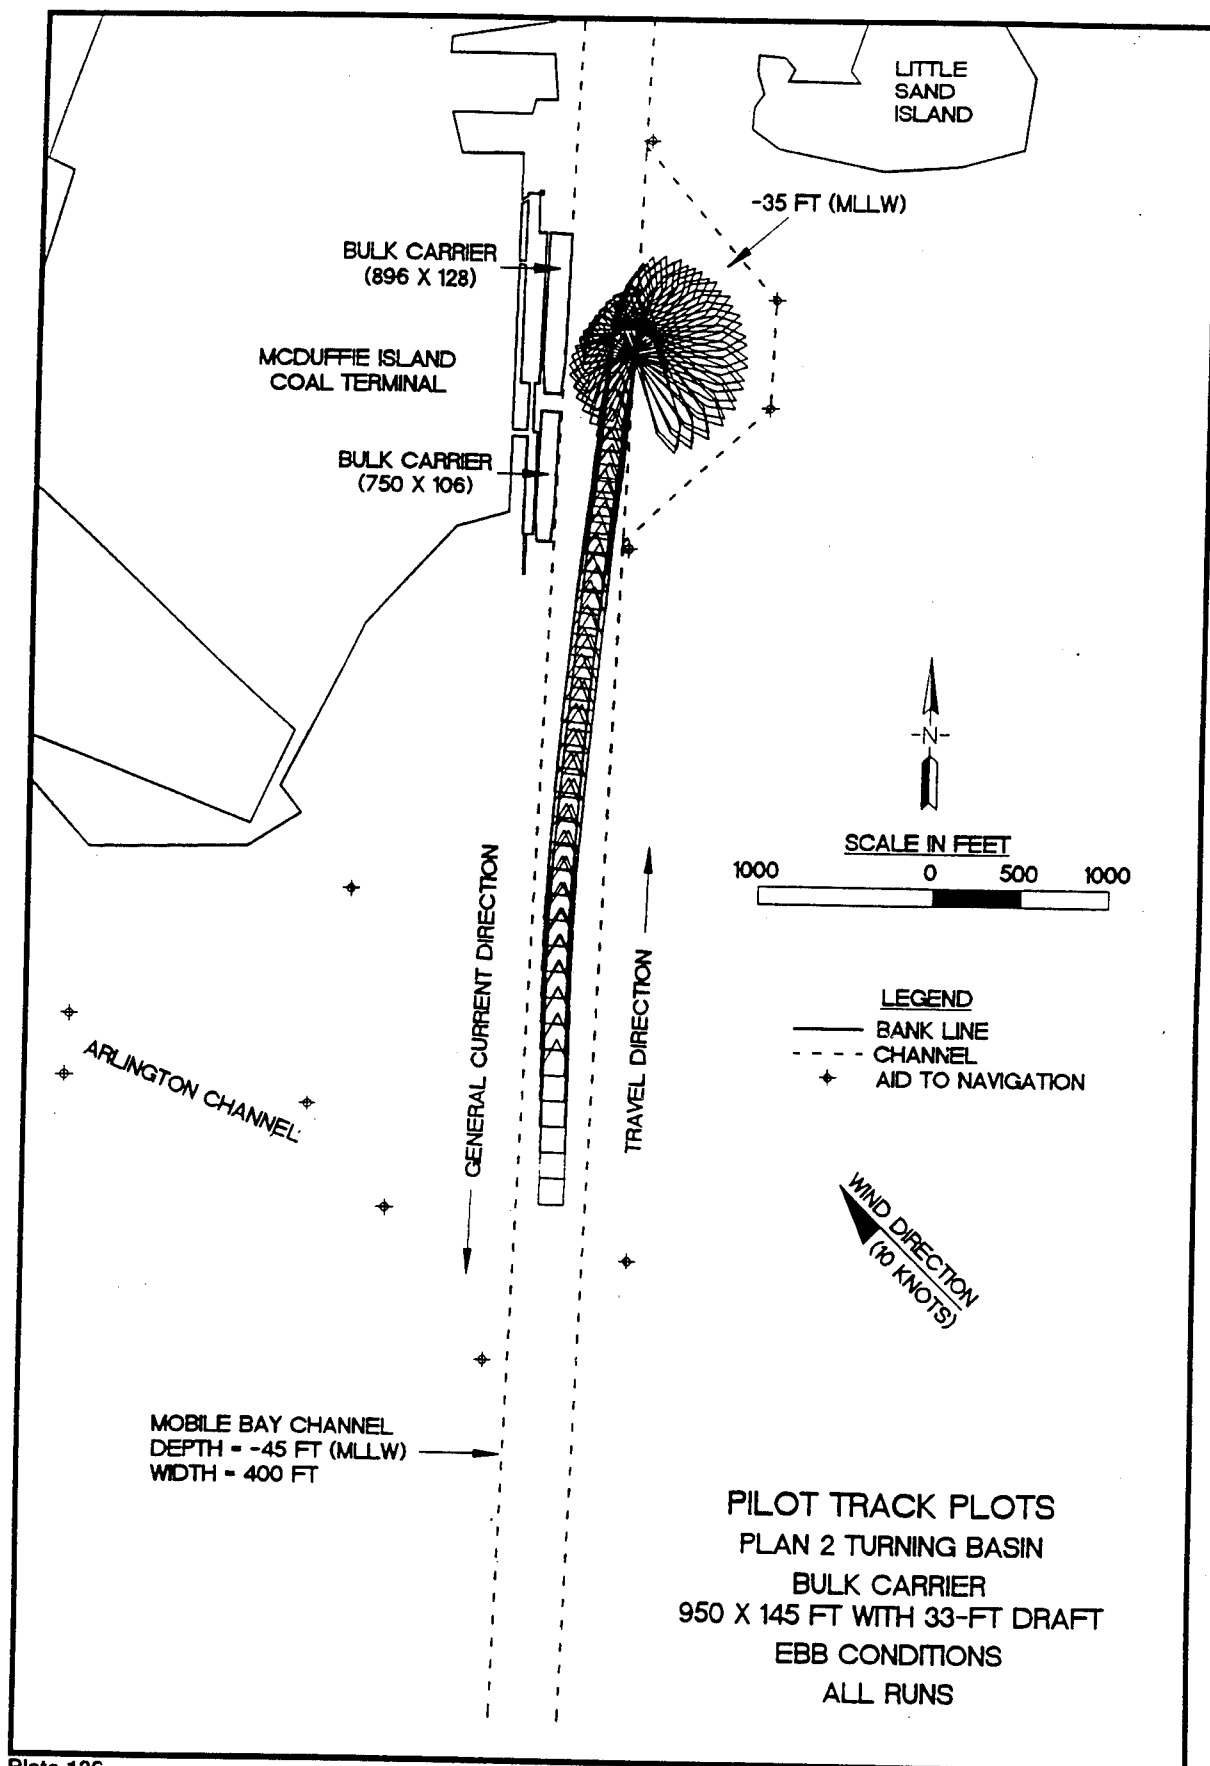 LITTLE
SAND
ISLAND
-35 FT (MLLW)
BULK CARRIER
(896 X 128)
MCDUFFIE ISLAND
COAL TERMINAL
BULK CARRIER
(750 X 106)
-N-
SCALE IN FEET
1000 0 500 1000
GENERAL CURRENT DIRECTION
TRAVEL DIRECTION
LEGEND
BANK LINE
CHANNEL
AID TO NAVIGATION
ARLINGTON CHANNEL
WIND DIRECTION
(10 KNOTS)
MOBILE BAY CHANNEL
DEPTH = -45 FT (MLLW)
WIDTH = 400 FT
PILOT TRACK PLOTS
PLAN 2 TURNING BASIN
BULK CARRIER
950 X 145 FT WITH 33-FT DRAFT
EBB CONDITIONS
ALL RUNS